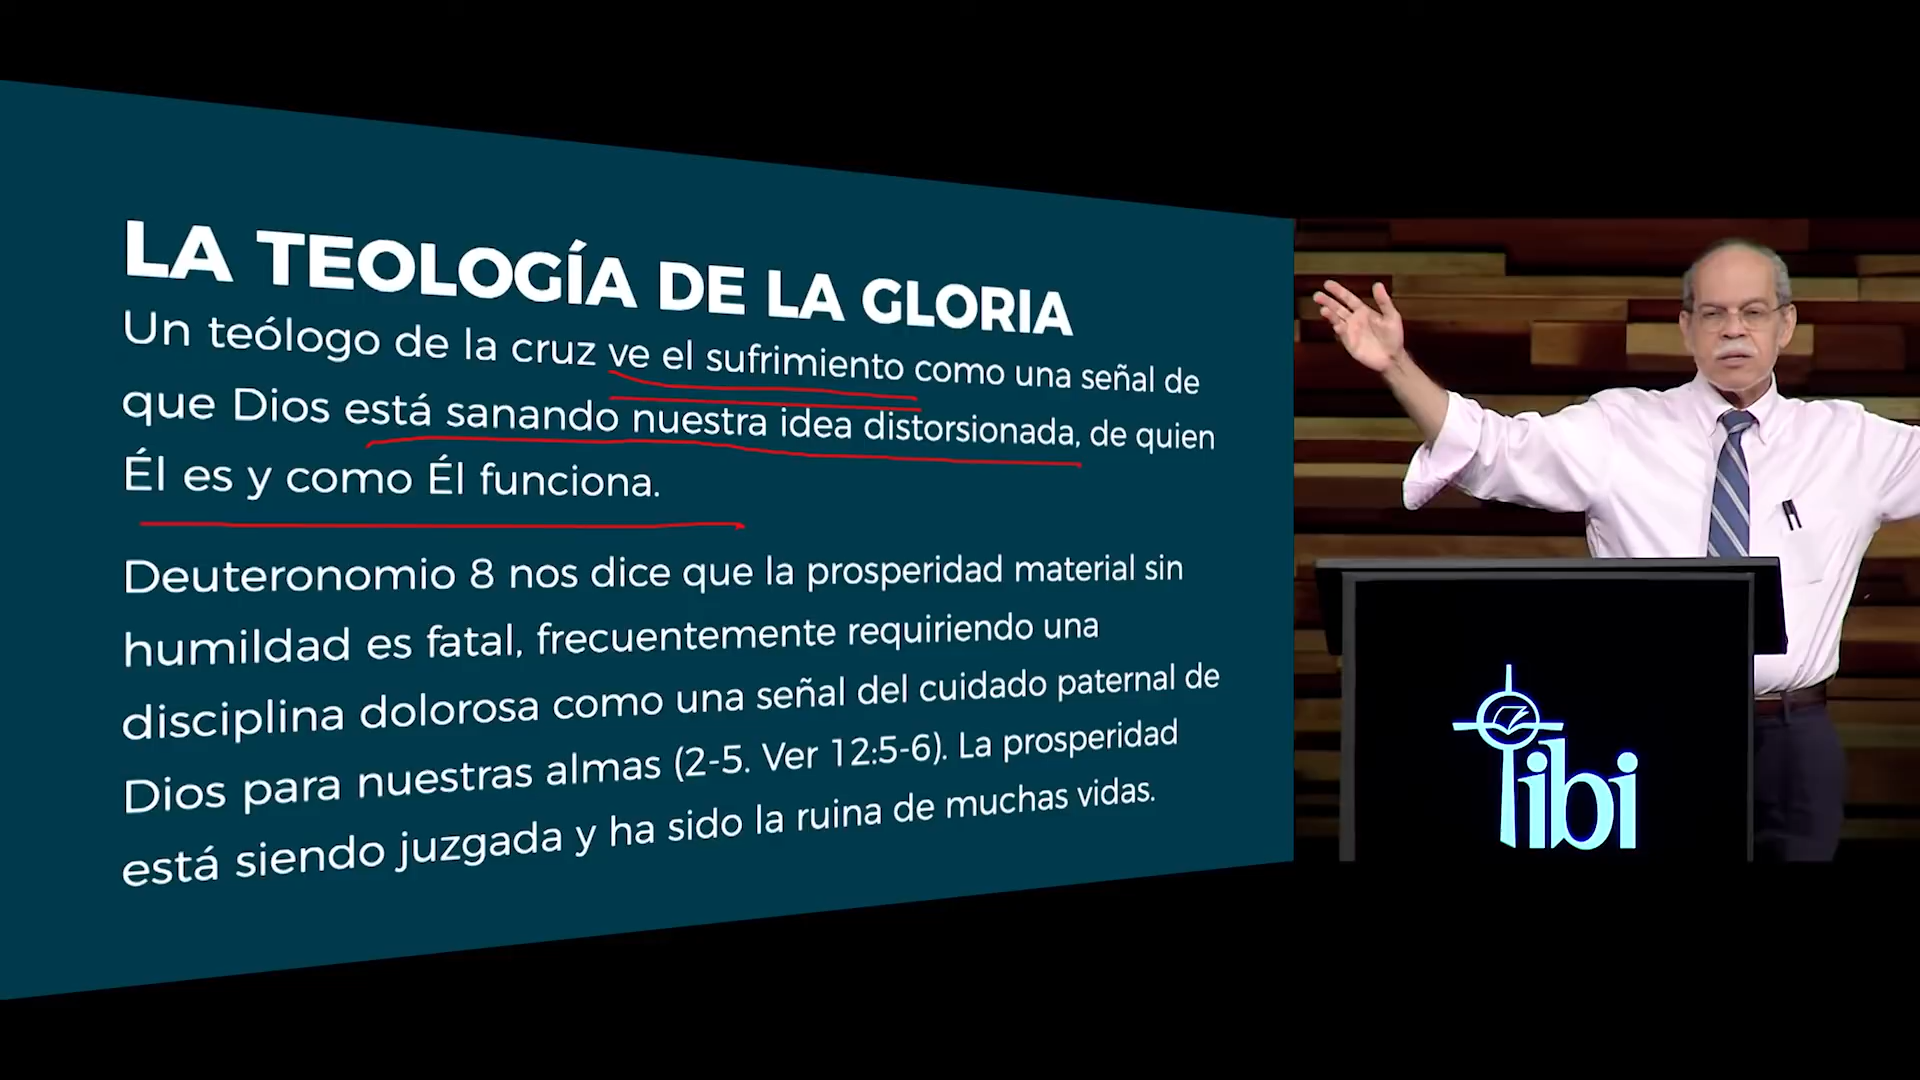 LA TEOLOGÍA DE LA GLORIA
Un teólogo de la cruz ve el sufrimiento como una señal de
que Dios está sanando nuestra idea distorsionada, de quien
Él es y como Él funciona.
Deuteronomio 8 nos dice que la prosperidad material sin
humildad es fatal, frecuentemente requiriendo una
disciplina dolorosa como una señal del cuidado paternal de
Dios para nuestras almas (2-5. Ver 12:5-6). La prosperidad
está siendo juzgada y ha sido la ruina de muchas vidas.
ibi